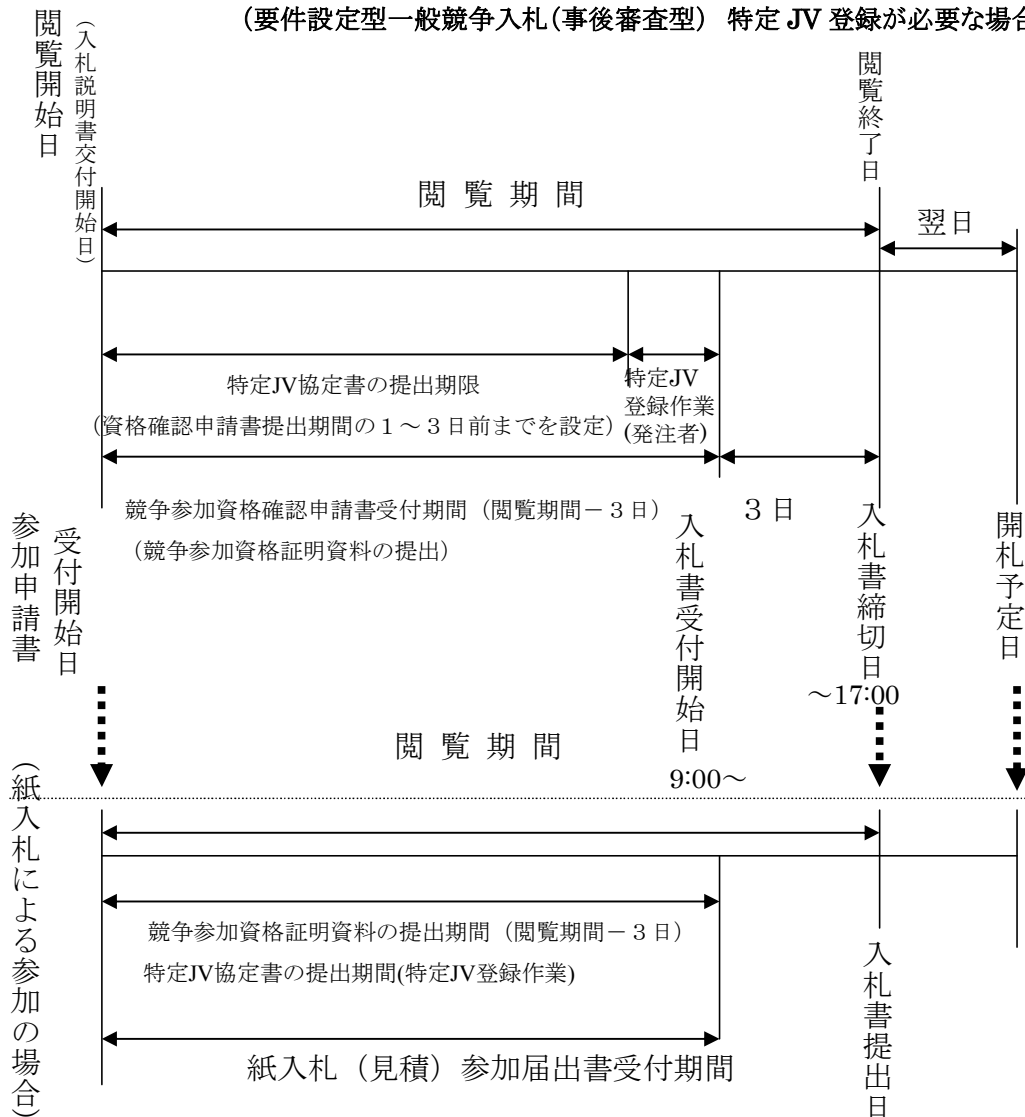 (要件設定型一般競争入札(事後審査型) 特定 JV 登録が必要な場合
閲覧開始日
(入札説明書交付開始日)
閲覧終了日
閲 覧 期 間
翌日
特定JV協定書の提出期限
(資格確認申請書提出期間の1~3日前までを設定)
特定JV
登録作業
(発注者)
競争参加資格確認申請書受付期間(閲覧期間-3日)
(競争参加資格証明資料の提出)
3 日
参加申請書
受付開始日
入札書受付開始日
9:00~
入札書締切日
~17:00
開札予定日
閲 覧 期 間
(紙入札による参加の場合)
競争参加資格証明資料の提出期間(閲覧期間-3日)
特定JV協定書の提出期間(特定JV登録作業)
紙入札(見積)参加届出書受付期間
入札書提出日